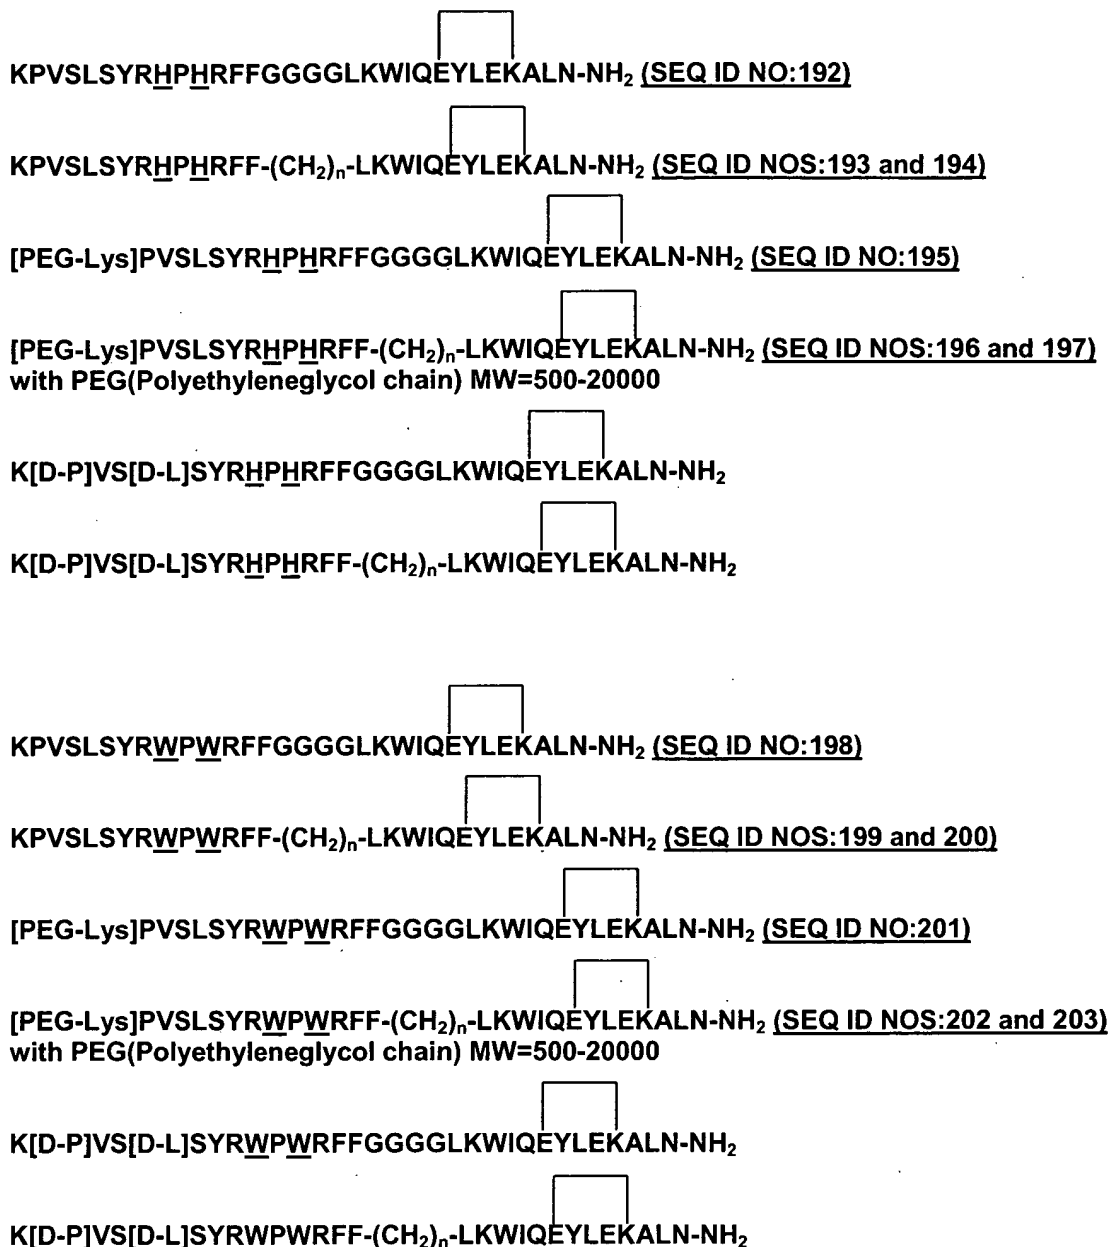 KPVSLSYRHPHRFFGGGGLKWIQEYLEKALN-NH₂ (SEQ ID NO:192)
KPVSLSYRHPHRFF-(CH₂)ₙ-LKWIQEYLEKALN-NH₂ (SEQ ID NOS:193 and 194)
[PEG-Lys]PVSLSYRHPHRFFGGGGLKWIQEYLEKALN-NH₂ (SEQ ID NO:195)
[PEG-Lys]PVSLSYRHPHRFF-(CH₂)ₙ-LKWIQEYLEKALN-NH₂ (SEQ ID NOS:196 and 197)
with PEG(Polyethyleneglycol chain) MW=500-20000
K[D-P]VS[D-L]SYRHPHRFFGGGGLKWIQEYLEKALN-NH₂
K[D-P]VS[D-L]SYRHPHRFF-(CH₂)ₙ-LKWIQEYLEKALN-NH₂
KPVSLSYRWPWRFFGGGGLKWIQEYLEKALN-NH₂ (SEQ ID NO:198)
KPVSLSYRWPWRFF-(CH₂)ₙ-LKWIQEYLEKALN-NH₂ (SEQ ID NOS:199 and 200)
[PEG-Lys]PVSLSYRWPWRFFGGGGLKWIQEYLEKALN-NH₂ (SEQ ID NO:201)
[PEG-Lys]PVSLSYRWPWRFF-(CH₂)ₙ-LKWIQEYLEKALN-NH₂ (SEQ ID NOS:202 and 203)
with PEG(Polyethyleneglycol chain) MW=500-20000
K[D-P]VS[D-L]SYRWPWRFFGGGGLKWIQEYLEKALN-NH₂
K[D-P]VS[D-L]SYRWPWRFF-(CH₂)ₙ-LKWIQEYLEKALN-NH₂